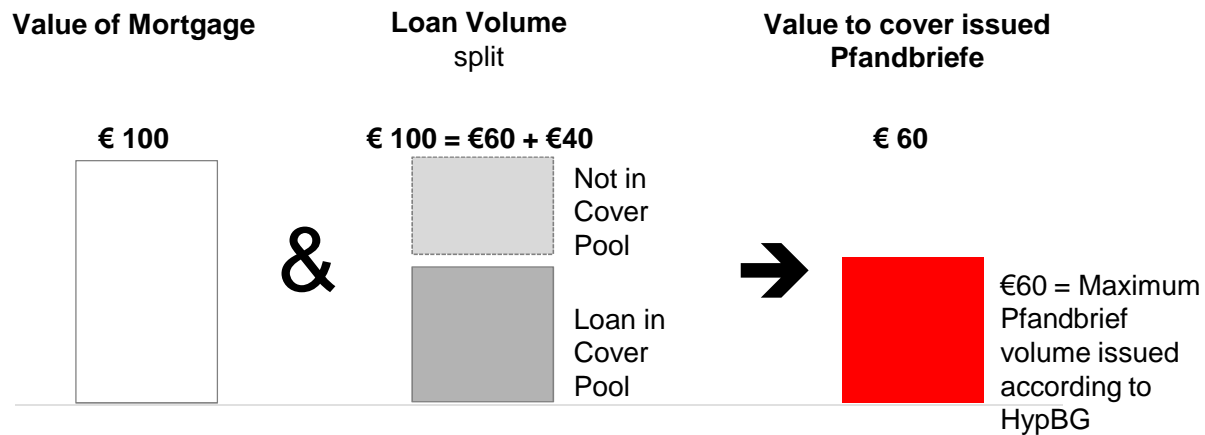 Value of Mortgage
Loan Volume
split
Value to cover issued
Pfandbriefe
€ 100
€ 100 = €60 + €40
€ 60
Not in
Cover
Pool
&
➔
Loan in
Cover
Pool
€60 = Maximum
Pfandbrief
volume issued
according to
HypBG